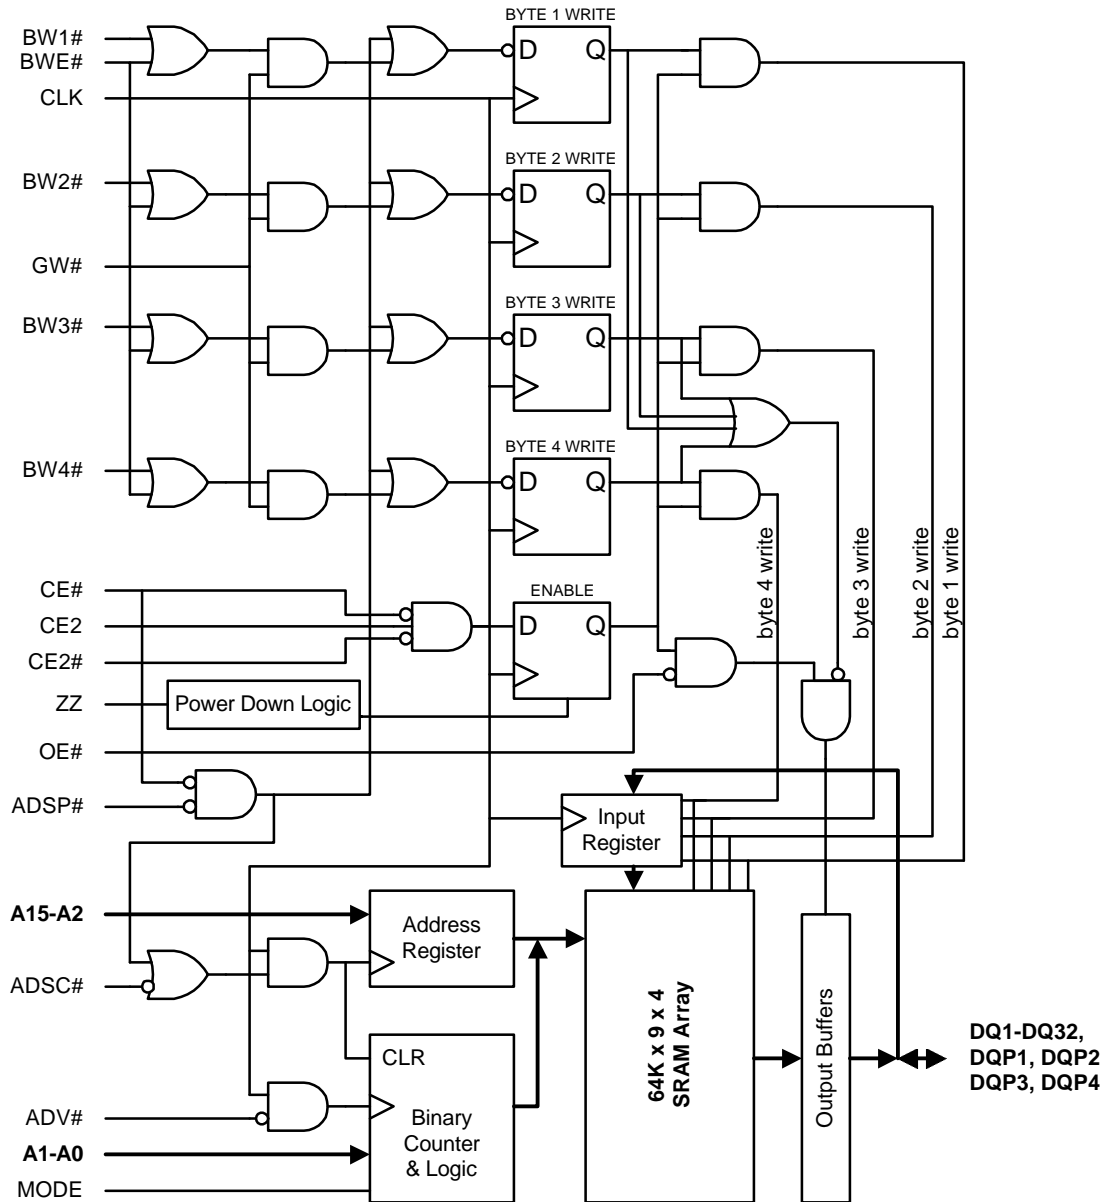 BYTE 1 WRITE
BW1#
D
Q
BWE#
CLK
BYTE 2 WRITE
BW2#
D
Q
GW#
BYTE 3 WRITE
BW3#
D
Q
BYTE 4 WRITE
BW4#
D
Q
byte 4 write
byte 3 write
byte 2 write
byte 1 write
CE#
ENABLE
CE2
D
Q
CE2#
ZZ
Power Down Logic
OE#
ADSP#
Input
Register
A15-A2
Address
Register
ADSC#
64K x 9 x 4
SRAM Array
Output Buffers
DQ1-DQ32,
DQP1, DQP2
DQP3, DQP4
CLR
ADV#
Binary
Counter
& Logic
A1-A0
MODE